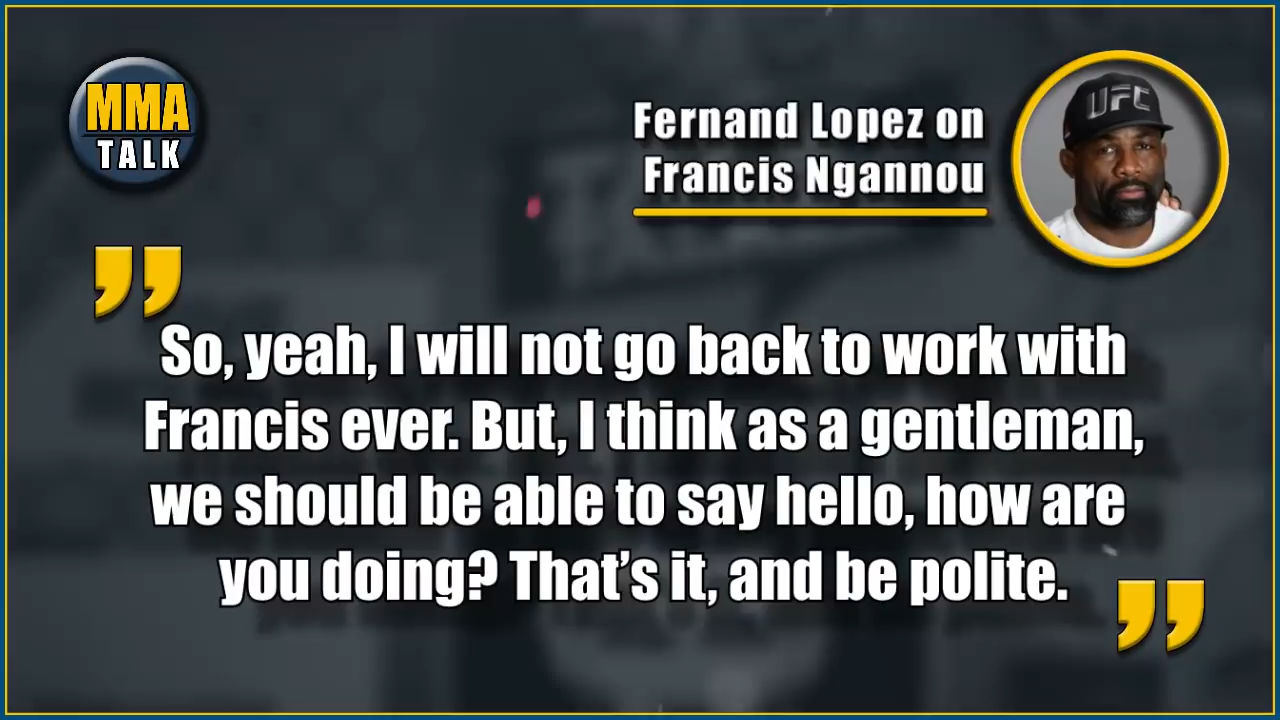 MMA
TALK
Fernand Lopez on
Francis Ngannou
UFC
”
So, yeah, I will not go back to work with
Francis ever. But, I think as a gentleman,
we should be able to say hello, how are
you doing? That’s it, and be polite.
”